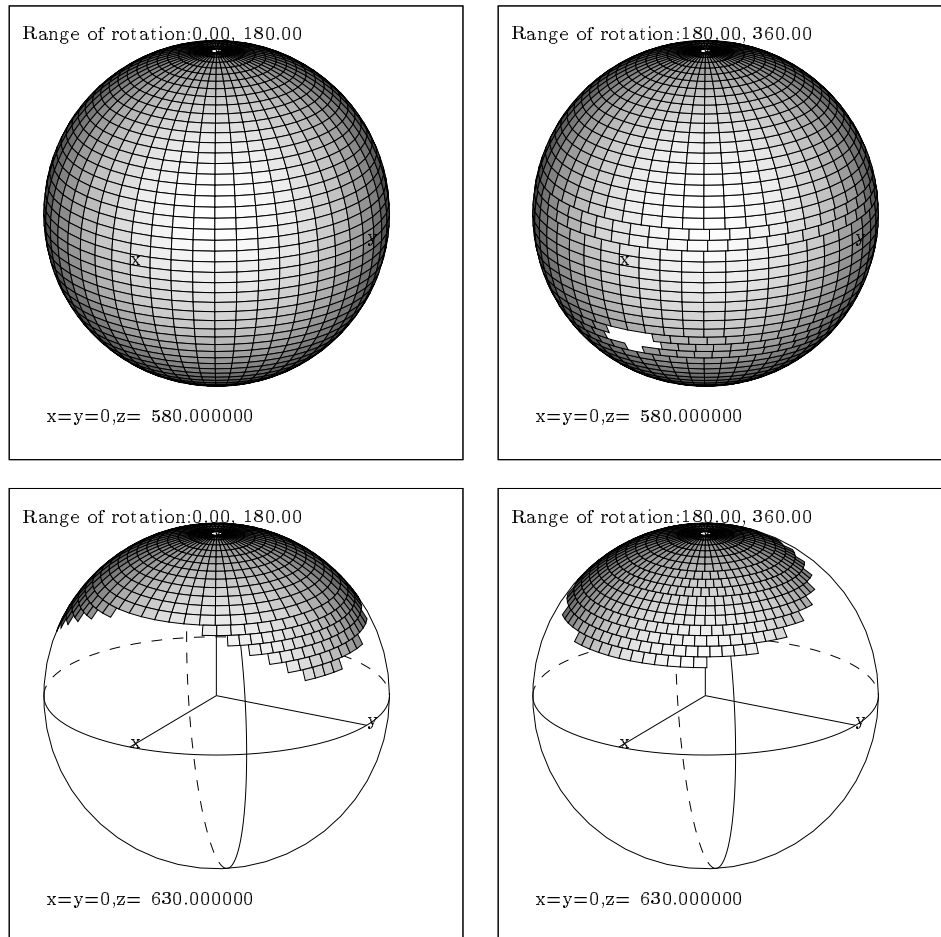 Range of rotation:0.00, 180.00
y
x
x=y=0,z= 580.000000
Range of rotation:180.00, 360.00
y
x
x=y=0,z= 580.000000
Range of rotation:0.00, 180.00
y
x
x=y=0,z= 630.000000
Range of rotation:180.00, 360.00
y
x
x=y=0,z= 630.000000